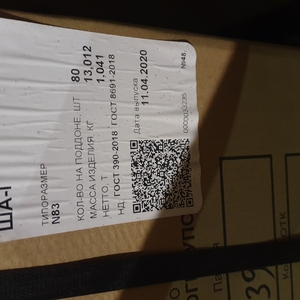 ША-I
ТИПОРАЗМЕР
N83
КОЛ-ВО НА ПОДДОНЕ, ШТ 80
МАССА ИЗДЕЛИЯ, КГ 13,012
НЕТТО, Т 1,041
НД: ГОСТ 390-2018, ГОСТ 8691-2018
Дата выпуска
11.04.2020
№48